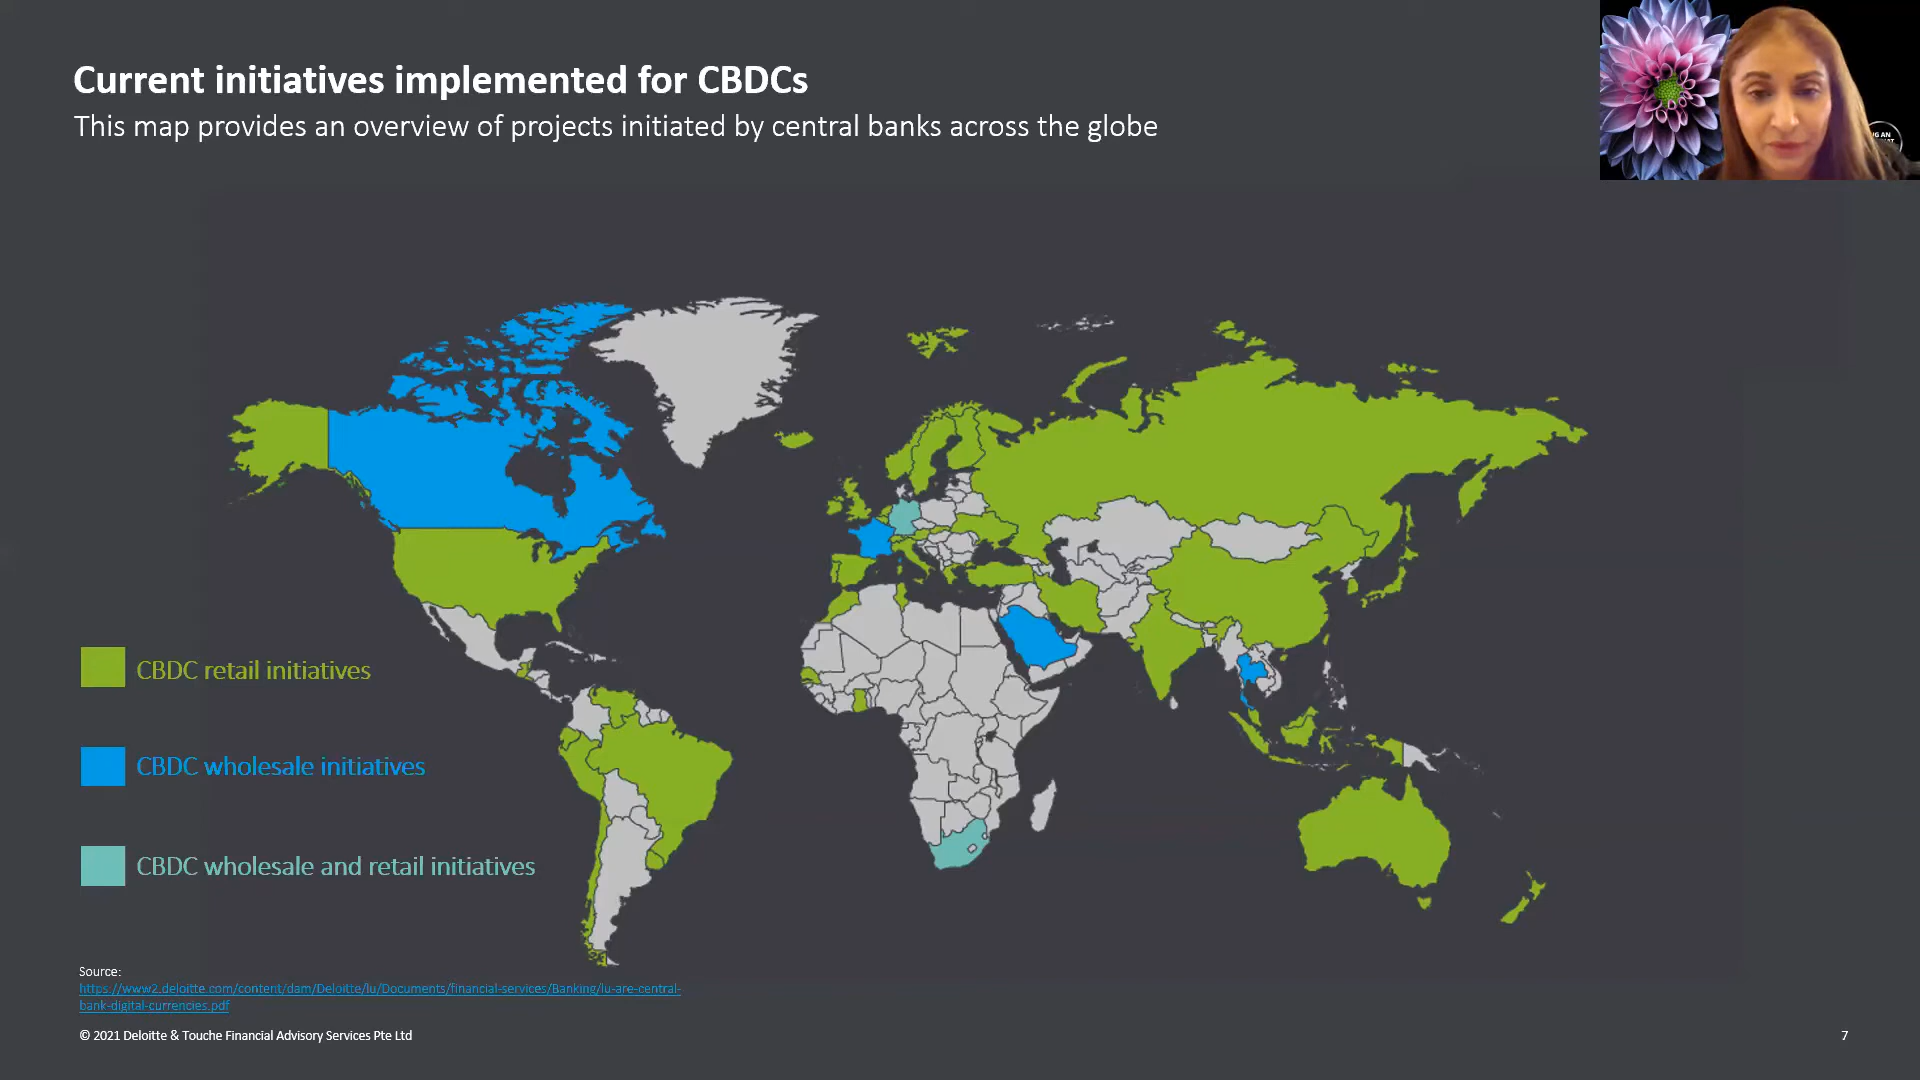 Current initiatives implemented for CBDCs
This map provides an overview of projects initiated by central banks across the globe
CBDC retail initiatives
CBDC wholesale initiatives
CBDC wholesale and retail initiatives
Source:
https://www2.deloitte.com/content/dam/Deloitte/lu/Documents/financial-services/Banking/lu-are-central-
bank-digital-currencies.pdf
© 2021 Deloitte & Touche Financial Advisory Services Pte Ltd
7